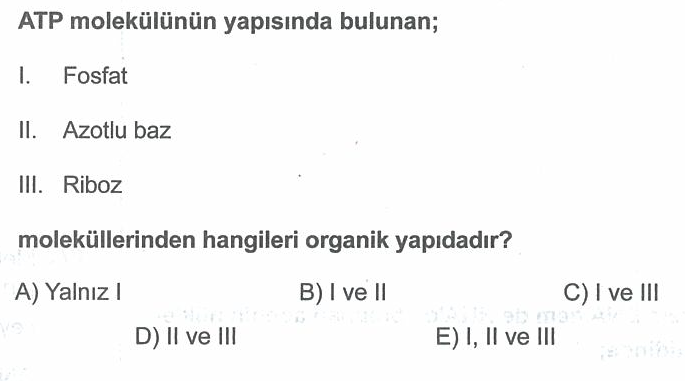 ATP molekülünün yapısında bulunan;
I. Fosfat
II. Azotlu baz
III. Riboz
moleküllerinden hangileri organik yapıdadır?
A) Yalnız I B) I ve II C) I ve III
D) II ve III E) I, II ve III